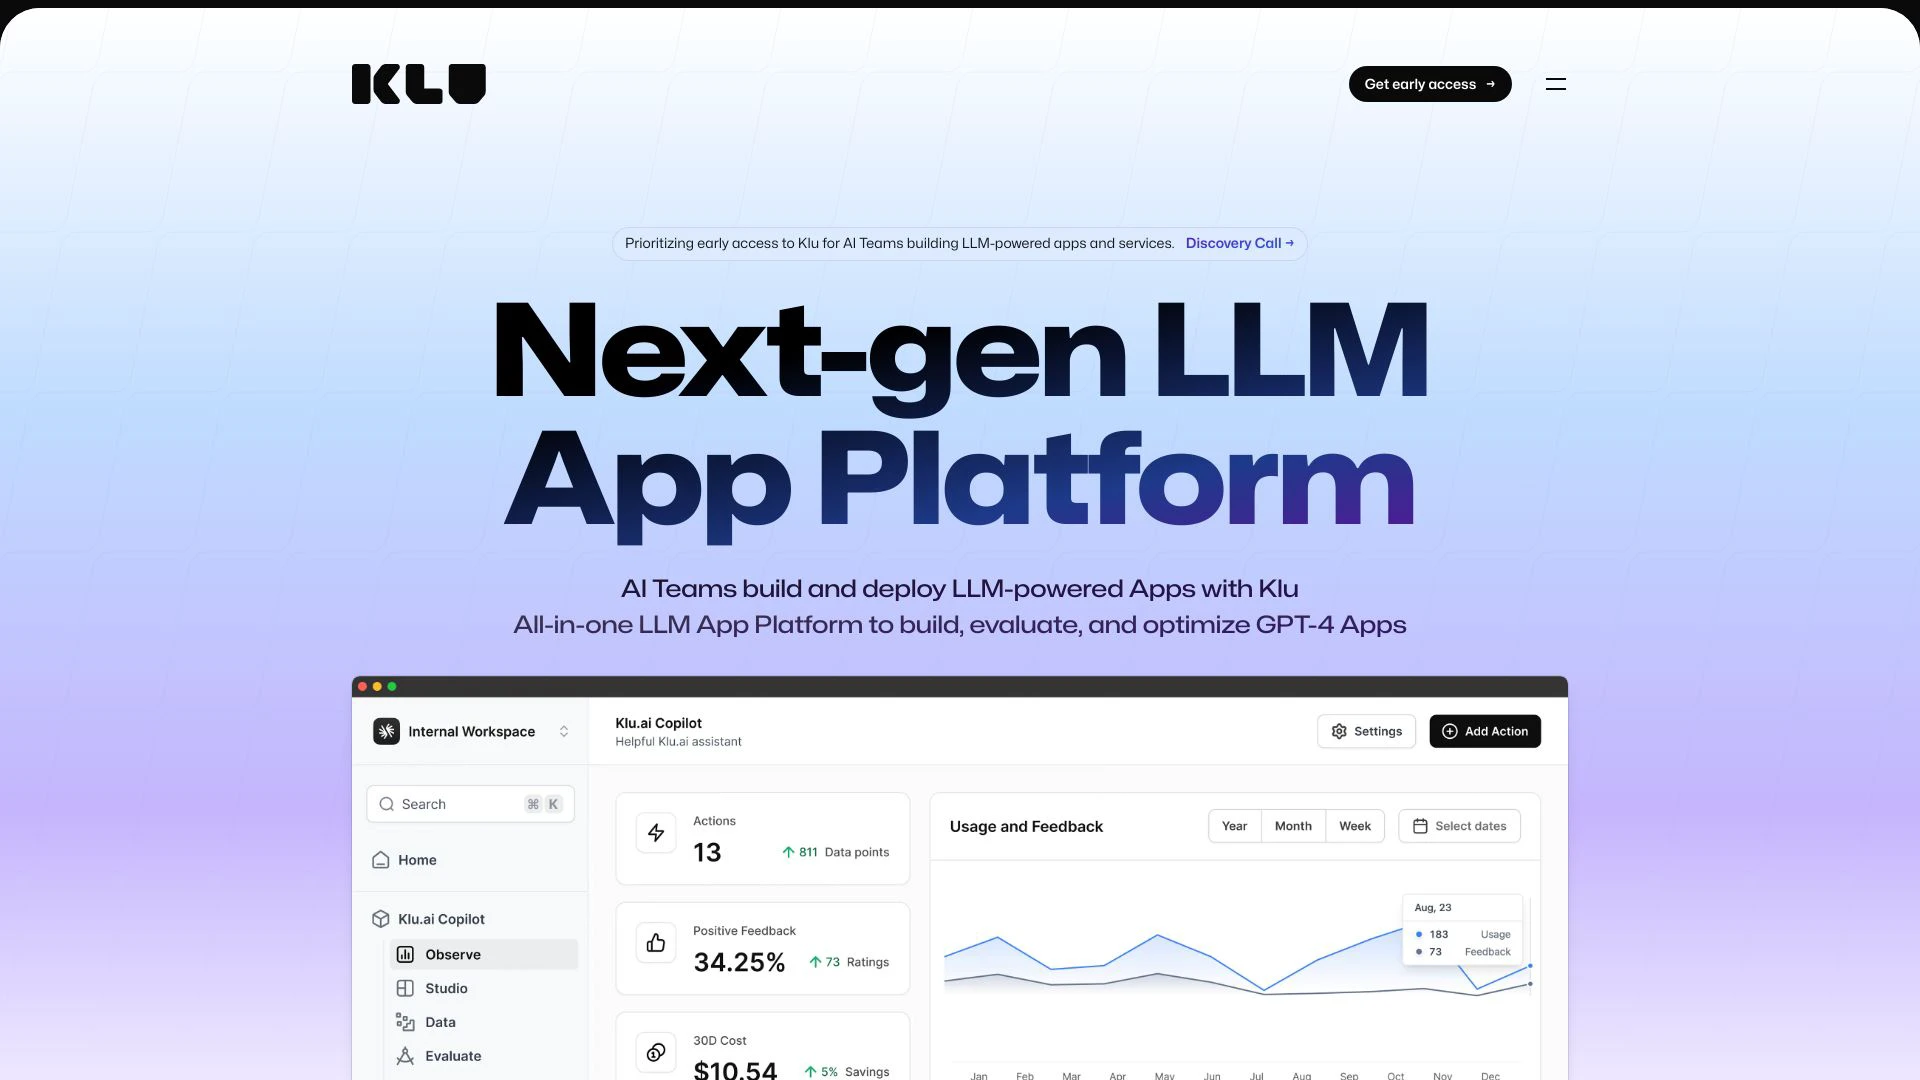 KLU
Get early access →
Prioritizing early access to Klu for AI Teams building LLM-powered apps and services. Discovery Call →
Next-gen LLM
App Platform
AI Teams build and deploy LLM-powered Apps with Klu
All-in-one LLM App Platform to build, evaluate, and optimize GPT-4 Apps
Internal Workspace
Klu.ai Copilot
Helpful Klu.ai assistant
Settings
Add Action
Search ⌘ K
Home
Klu.ai Copilot
Observe
Studio
Data
Evaluate
Actions
13 811 Data points
Positive Feedback
34.25% 73 Ratings
30D Cost
$10.54 5% Savings
Usage and Feedback
Year Month Week Select dates
Aug, 23
183 Usage
73 Feedback
Jan Feb Mar Apr May Jun Jul Aug Sep Oct Nov Dec